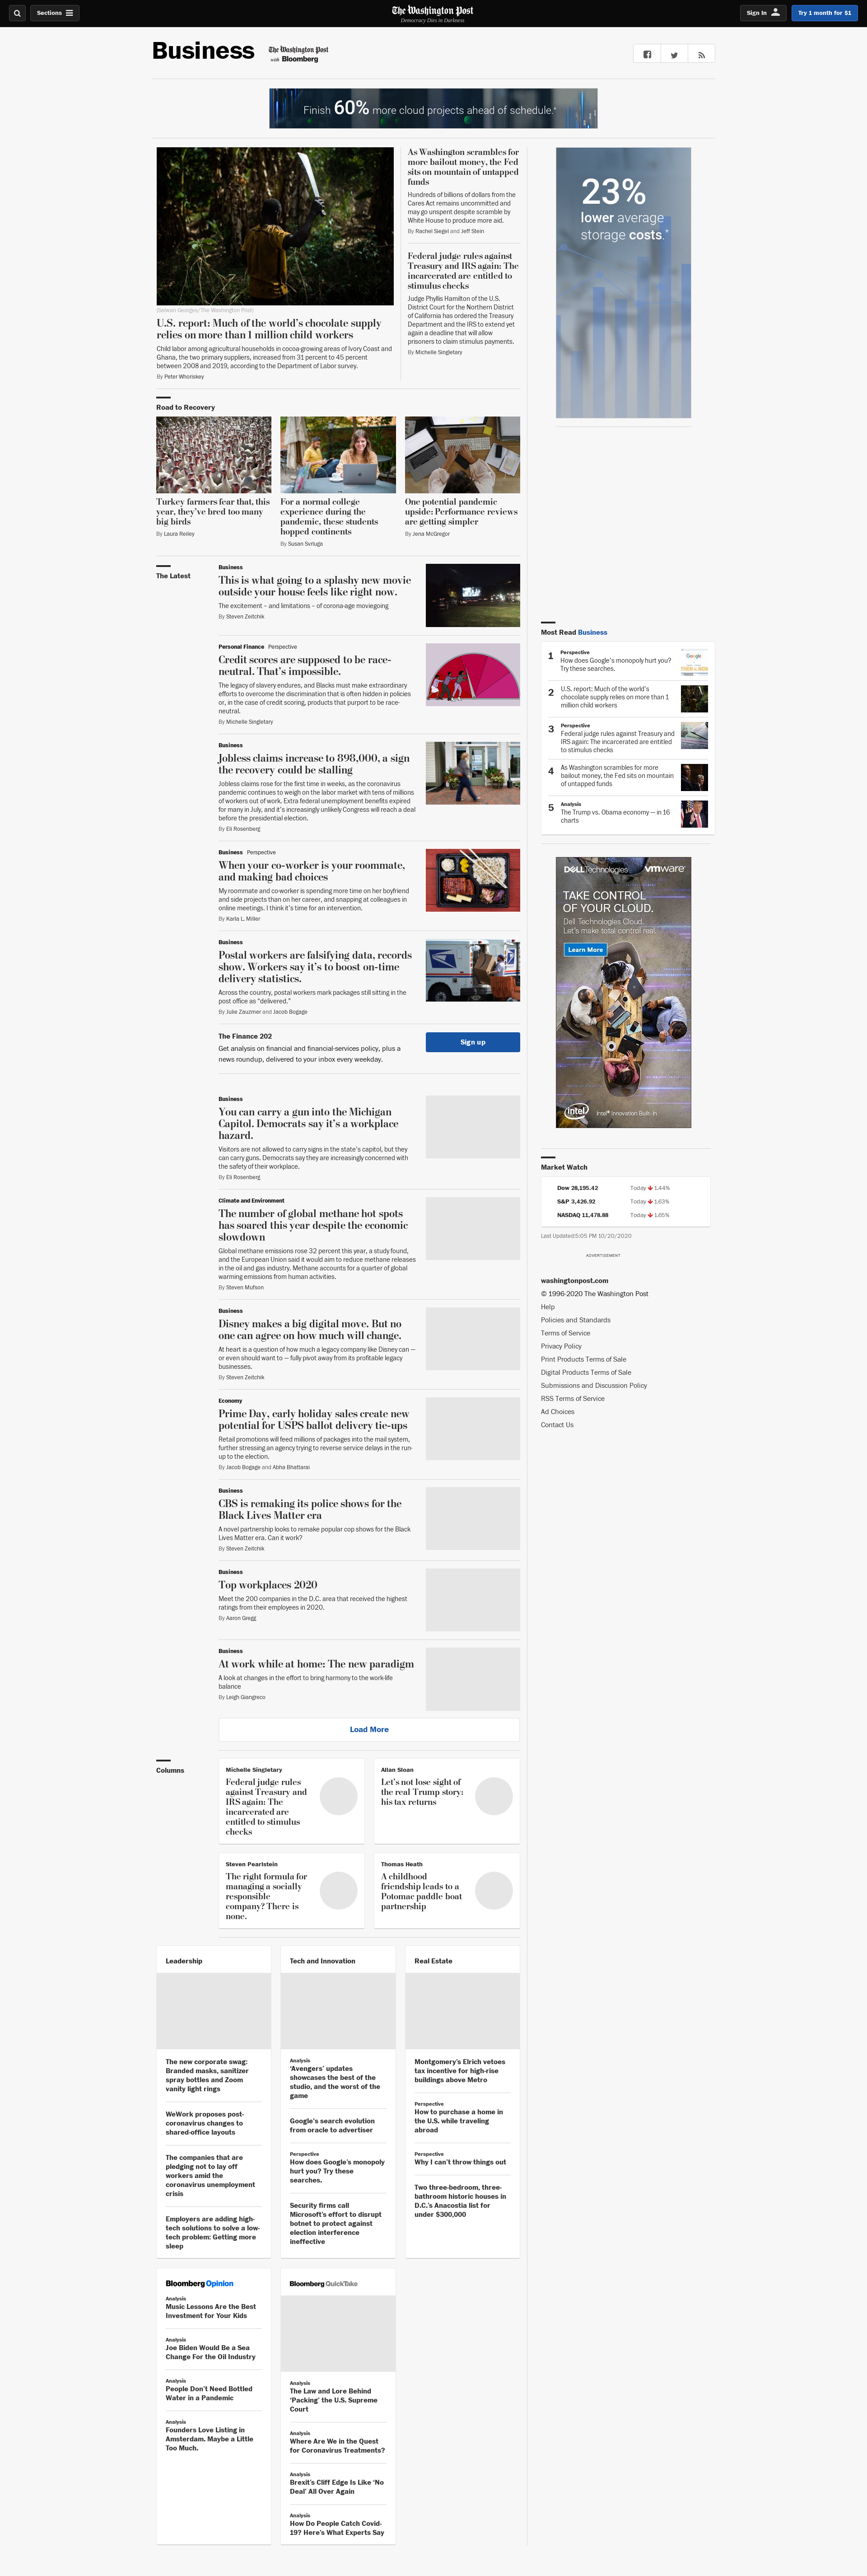 Sections
The Washington Post
Democracy Dies in Darkness
Sign In
Try 1 month for $1
Business
The Washington Post
with Bloomberg
Finish 60% more cloud projects ahead of schedule.*
(Salwan Georges/The Washington Post)
U.S. report: Much of the world's chocolate supply
relies on more than 1 million child workers
Child labor among agricultural households in cocoa-growing areas of Ivory Coast and
Ghana, the two primary suppliers, increased from 31 percent to 45 percent
between 2008 and 2019, according to the Department of Labor survey.
By Peter Whoriskey
As Washington scrambles for
more bailout money, the Fed
sits on mountain of untapped
funds
Hundreds of billions of dollars from the
Cares Act remains uncommitted and
may go unspent despite scramble by
White House to produce more aid.
By Rachel Siegel and Jeff Stein
Federal judge rules against
Treasury and IRS again: The
incarcerated are entitled to
stimulus checks
Judge Phyllis Hamilton of the U.S.
District Court for the Northern District
of California has ordered the Treasury
Department and the IRS to extend yet
again a deadline that will allow
prisoners to claim stimulus payments.
By Michelle Singletary
23%
lower average
storage costs.*
Road to Recovery
Turkey farmers fear that, this
year, they've bred too many
big birds
By Laura Reiley
For a normal college
experience during the
pandemic, these students
hopped continents
By Susan Svrluga
One potential pandemic
upside: Performance reviews
are getting simpler
By Jena McGregor
The Latest
Business
This is what going to a splashy new movie
outside your house feels like right now.
The excitement – and limitations – of corona-age moviegoing
By Steven Zeitchik
Personal Finance Perspective
Credit scores are supposed to be race-
neutral. That's impossible.
The legacy of slavery endures, and Blacks must make extraordinary
efforts to overcome the discrimination that is often hidden in policies
or, in the case of credit scoring, products that purport to be race-
neutral.
By Michelle Singletary
Business
Jobless claims increase to 898,000, a sign
the recovery could be stalling
Jobless claims rose for the first time in weeks, as the coronavirus
pandemic continues to weigh on the labor market with tens of millions
of workers out of work. Extra federal unemployment benefits expired
for many in July, and it's increasingly unlikely Congress will reach a deal
before the presidential election.
By Eli Rosenberg
Business Perspective
When your co-worker is your roommate,
and making bad choices
My roommate and co-worker is spending more time on her boyfriend
and side projects than on her career, and snapping at colleagues in
online meetings. I think it's time for an intervention.
By Karla L. Miller
Business
Postal workers are falsifying data, records
show. Workers say it's to boost on-time
delivery statistics.
Across the country, postal workers mark packages still sitting in the
post office as "delivered."
By Julie Zauzmer and Jacob Bogage
The Finance 202
Get analysis on financial and financial-services policy, plus a
news roundup, delivered to your inbox every weekday.
Sign up
Business
You can carry a gun into the Michigan
Capitol. Democrats say it's a workplace
hazard.
Visitors are not allowed to carry signs in the state's capitol, but they
can carry guns. Democrats say they are increasingly concerned with
the safety of their workplace.
By Eli Rosenberg
Climate and Environment
The number of global methane hot spots
has soared this year despite the economic
slowdown
Global methane emissions rose 32 percent this year, a study found,
and the European Union said it would aim to reduce methane releases
in the oil and gas industry. Methane accounts for a quarter of global
warming emissions from human activities.
By Steven Mufson
Business
Disney makes a big digital move. But no
one can agree on how much will change.
At heart is a question of how much a legacy company like Disney can —
or even should want to — fully pivot away from its profitable legacy
businesses.
By Steven Zeitchik
Economy
Prime Day, early holiday sales create new
potential for USPS ballot delivery tie-ups
Retail promotions will feed millions of packages into the mail system,
further stressing an agency trying to reverse service delays in the run-
up to the election.
By Jacob Bogage and Abha Bhattarai
Business
CBS is remaking its police shows for the
Black Lives Matter era
A novel partnership looks to remake popular cop shows for the Black
Lives Matter era. Can it work?
By Steven Zeitchik
Business
Top workplaces 2020
Meet the 200 companies in the D.C. area that received the highest
ratings from their employees in 2020.
By Aaron Gregg
Business
At work while at home: The new paradigm
A look at changes in the effort to bring harmony to the work-life
balance
By Leigh Giangreco
Load More
Most Read Business
1
Perspective
How does Google's monopoly hurt you?
Try these searches.
2
U.S. report: Much of the world's
chocolate supply relies on more than 1
million child workers
3
Perspective
Federal judge rules against Treasury and
IRS again: The incarcerated are entitled
to stimulus checks
4
As Washington scrambles for more
bailout money, the Fed sits on mountain
of untapped funds
5
Analysis
The Trump vs. Obama economy — in 16
charts
DELLTechnologies vmware
TAKE CONTROL
OF YOUR CLOUD.
Dell Technologies Cloud.
Let's make total control real.
Learn More
intel Intel® Innovation Built-In
Market Watch
Dow 28,195.42 Today 1.44%
S&P 3,426.92 Today 1.63%
NASDAQ 11,478.88 Today 1.65%
Last Updated:5:05 PM 10/20/2020
ADVERTISEMENT
washingtonpost.com
© 1996-2020 The Washington Post
Help
Policies and Standards
Terms of Service
Privacy Policy
Print Products Terms of Sale
Digital Products Terms of Sale
Submissions and Discussion Policy
RSS Terms of Service
Ad Choices
Contact Us
Columns
Michelle Singletary
Federal judge rules
against Treasury and
IRS again: The
incarcerated are
entitled to stimulus
checks
Allan Sloan
Let's not lose sight of
the real Trump story:
his tax returns
Steven Pearlstein
The right formula for
managing a socially
responsible
company? There is
none.
Thomas Heath
A childhood
friendship leads to a
Potomac paddle boat
partnership
Leadership
The new corporate swag:
Branded masks, sanitizer
spray bottles and Zoom
vanity light rings
WeWork proposes post-
coronavirus changes to
shared-office layouts
The companies that are
pledging not to lay off
workers amid the
coronavirus unemployment
crisis
Employers are adding high-
tech solutions to solve a low-
tech problem: Getting more
sleep
Tech and Innovation
Analysis
'Avengers' updates
showcases the best of the
studio, and the worst of the
game
Google's search evolution
from oracle to advertiser
Perspective
How does Google's monopoly
hurt you? Try these
searches.
Security firms call
Microsoft's effort to disrupt
botnet to protect against
election interference
ineffective
Real Estate
Montgomery's Elrich vetoes
tax incentive for high-rise
buildings above Metro
Perspective
How to purchase a home in
the U.S. while traveling
abroad
Perspective
Why I can't throw things out
Two three-bedroom, three-
bathroom historic houses in
D.C.'s Anacostia list for
under $300,000
Bloomberg Opinion
Analysis
Music Lessons Are the Best
Investment for Your Kids
Analysis
Joe Biden Would Be a Sea
Change For the Oil Industry
Analysis
People Don't Need Bottled
Water in a Pandemic
Analysis
Founders Love Listing in
Amsterdam. Maybe a Little
Too Much.
Bloomberg QuickTake
Analysis
The Law and Lore Behind
'Packing' the U.S. Supreme
Court
Analysis
Where Are We in the Quest
for Coronavirus Treatments?
Analysis
Brexit's Cliff Edge Is Like 'No
Deal' All Over Again
Analysis
How Do People Catch Covid-
19? Here's What Experts Say